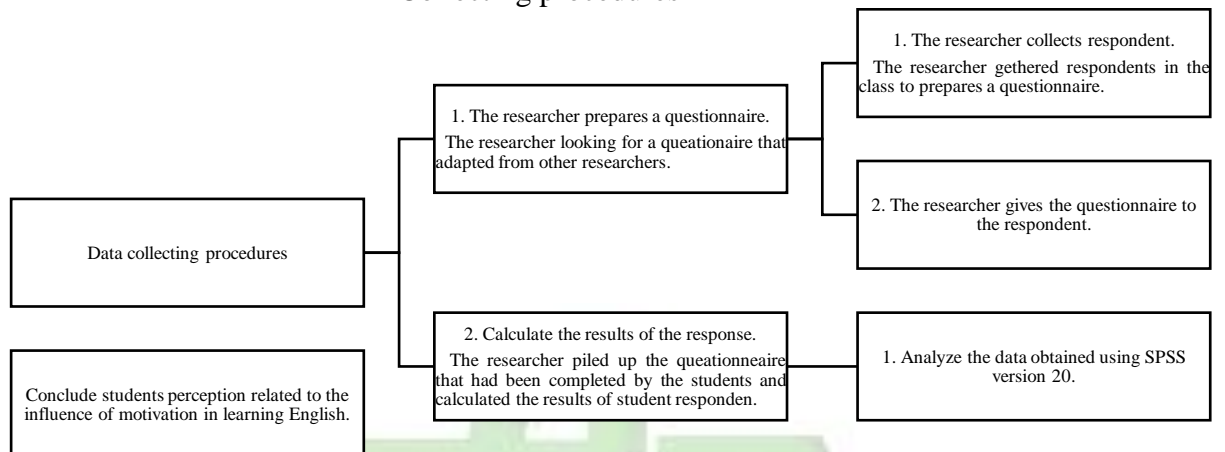 Collecting procedures
1. The researcher collects respondent.
The researcher gethered respondents in the
class to prepares a questionnaire.
1. The researcher prepares a questionnaire.
The researcher looking for a queationaire that
adapted from other researchers.
2. The researcher gives the questionnaire to
the respondent.
Data collecting procedures
2. Calculate the results of the response.
The researcher piled up the queationneaire
that had been completed by the students and
calculated the results of student responden.
1. Analyze the data obtained using SPSS
version 20.
Conclude students perception related to the
influence of motivation in learning English.